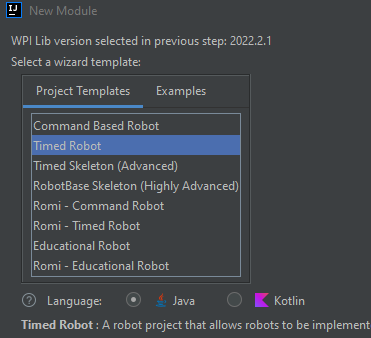 IJ New Module
WPI Lib version selected in previous step: 2022.2.1
Select a wizard template:
Project Templates Examples
Command Based Robot
Timed Robot
Timed Skeleton (Advanced)
RobotBase Skeleton (Highly Advanced)
Romi - Command Robot
Romi - Timed Robot
Educational Robot
Romi - Educational Robot
? Language: Java Kotlin
Timed Robot : A robot project that allows robots to be implement